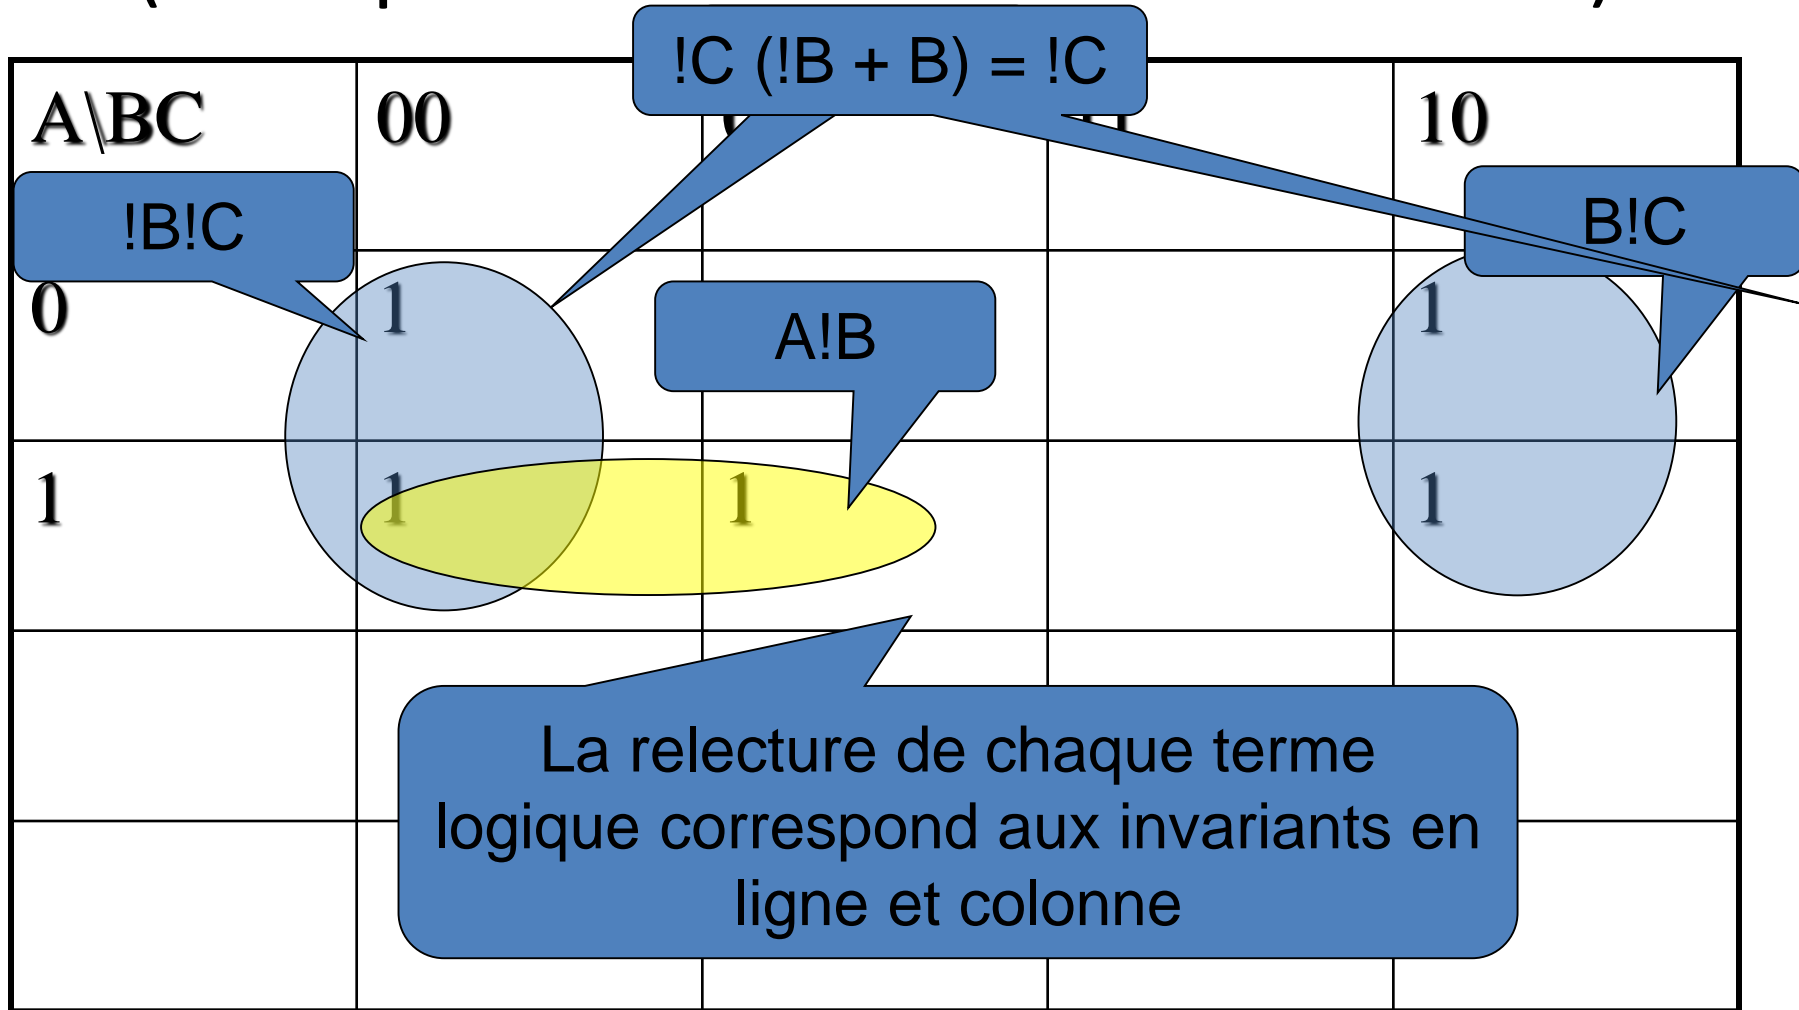 !C (!B + B) = !C
A\BC 00 10
!B!C
B!C
0 1 1
A!B
1 1 1 1
La relecture de chaque terme
logique correspond aux invariants en
ligne et colonne